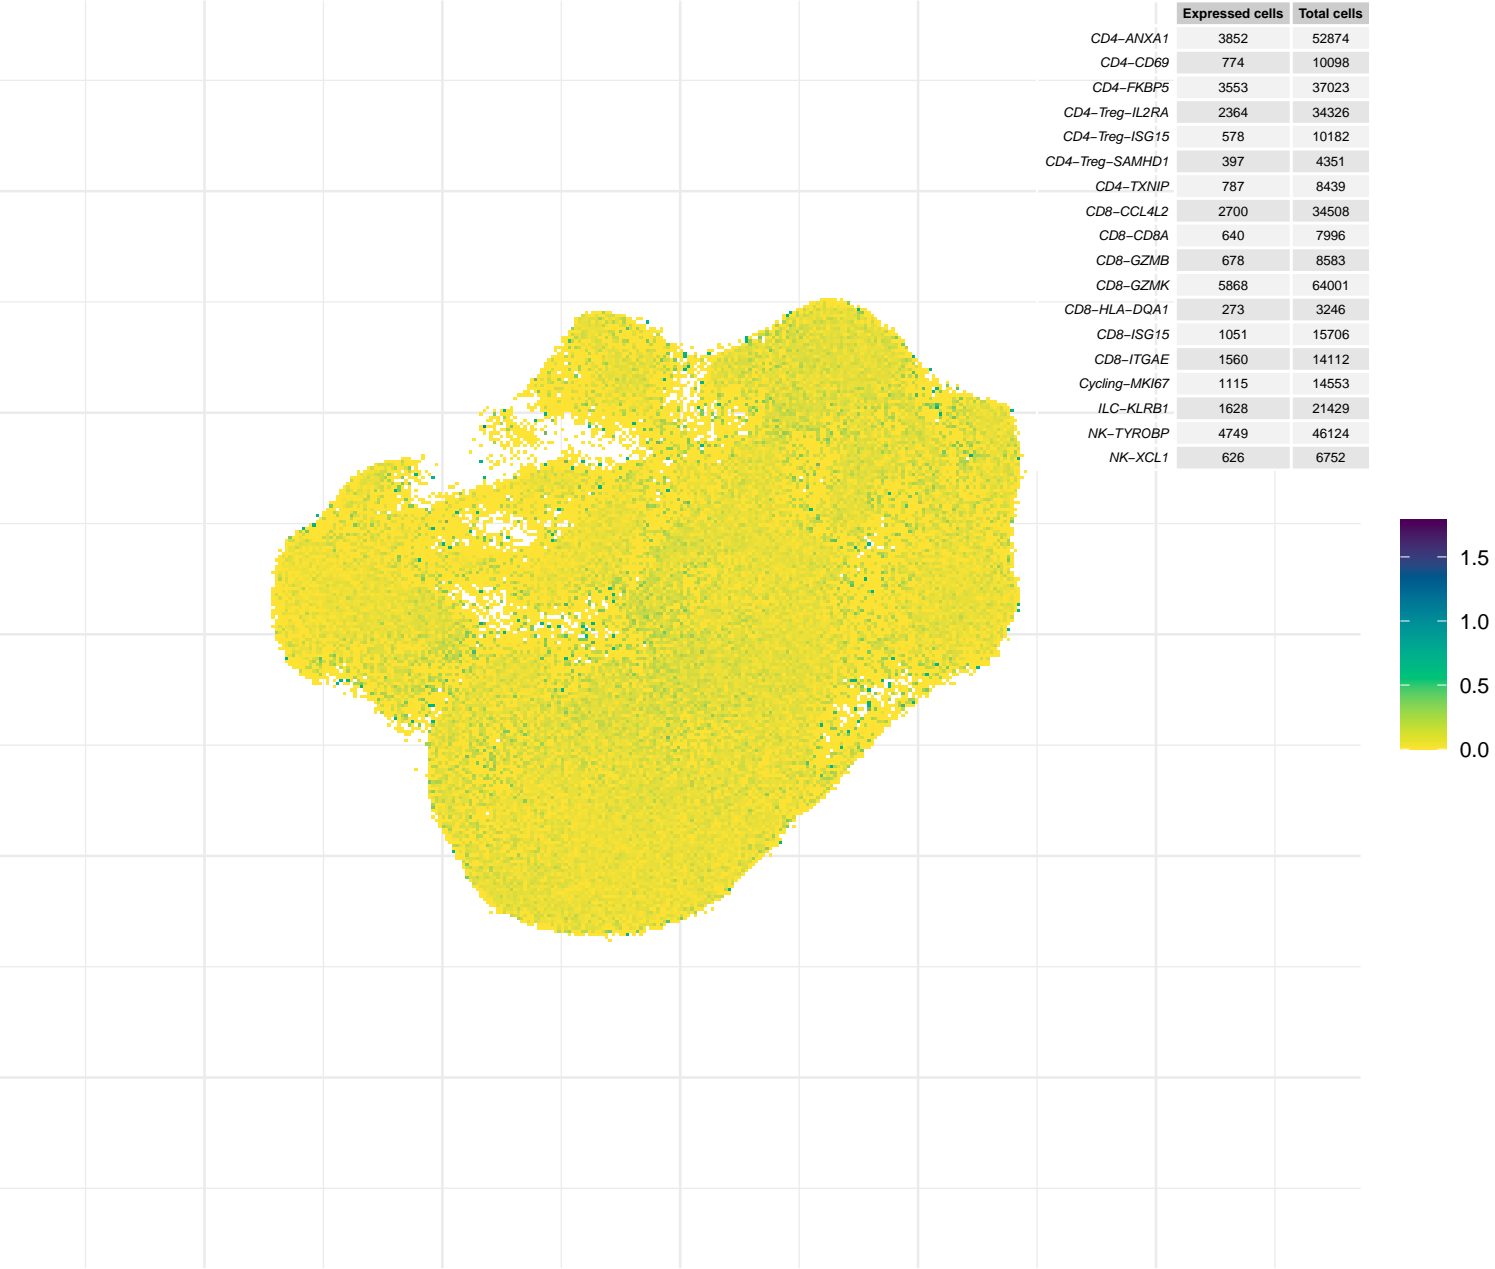 Expressed cells Total cells
CD4−ANXA1 3852 52874
CD4−CD69 774 10098
CD4−FKBP5 3553 37023
CD4−Treg−IL2RA 2364 34326
CD4−Treg−ISG15 578 10182
CD4−Treg−SAMHD1 397 4351
CD4−TXNIP 787 8439
CD8−CCL4L2 2700 34508
CD8−CD8A 640 7996
CD8−GZMB 678 8583
CD8−GZMK 5868 64001
CD8−HLA−DQA1 273 3246
CD8−ISG15 1051 15706
CD8−ITGAE 1560 14112
Cycling−MKI67 1115 14553
ILC−KLRB1 1628 21429
NK−TYROBP 4749 46124
NK−XCL1 626 6752
1.5
1.0
0.5
0.0